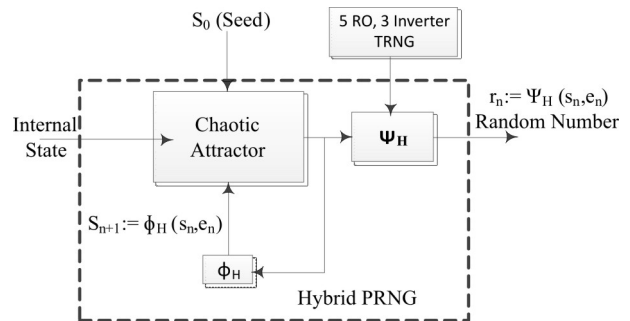 S0 (Seed)
5 RO, 3 Inverter
TRNG
Internal
State
Chaotic
Attractor
ΨH
rn:= ΨH (sn,en)
Random Number
Sn+1:= ϕH (sn,en)
ϕH
Hybrid PRNG